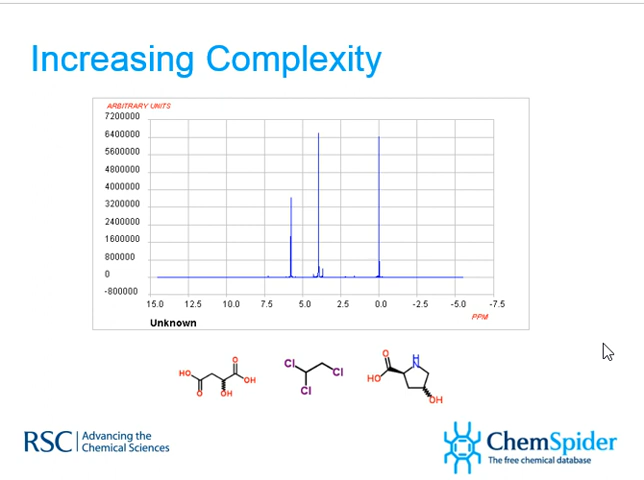 Increasing Complexity
ARBITRARY UNITS
7200000
6400000
5600000
4800000
4000000
3200000
2400000
1600000
800000
0
-800000
15.0 12.5 10.0 7.5 5.0 2.5 0.0 -2.5 -5.0 -7.5
PPM
Unknown
HO O O OH OH
Cl Cl Cl
O HO H N OH
RSC | Advancing the
Chemical Sciences
ChemSpider
The free chemical database